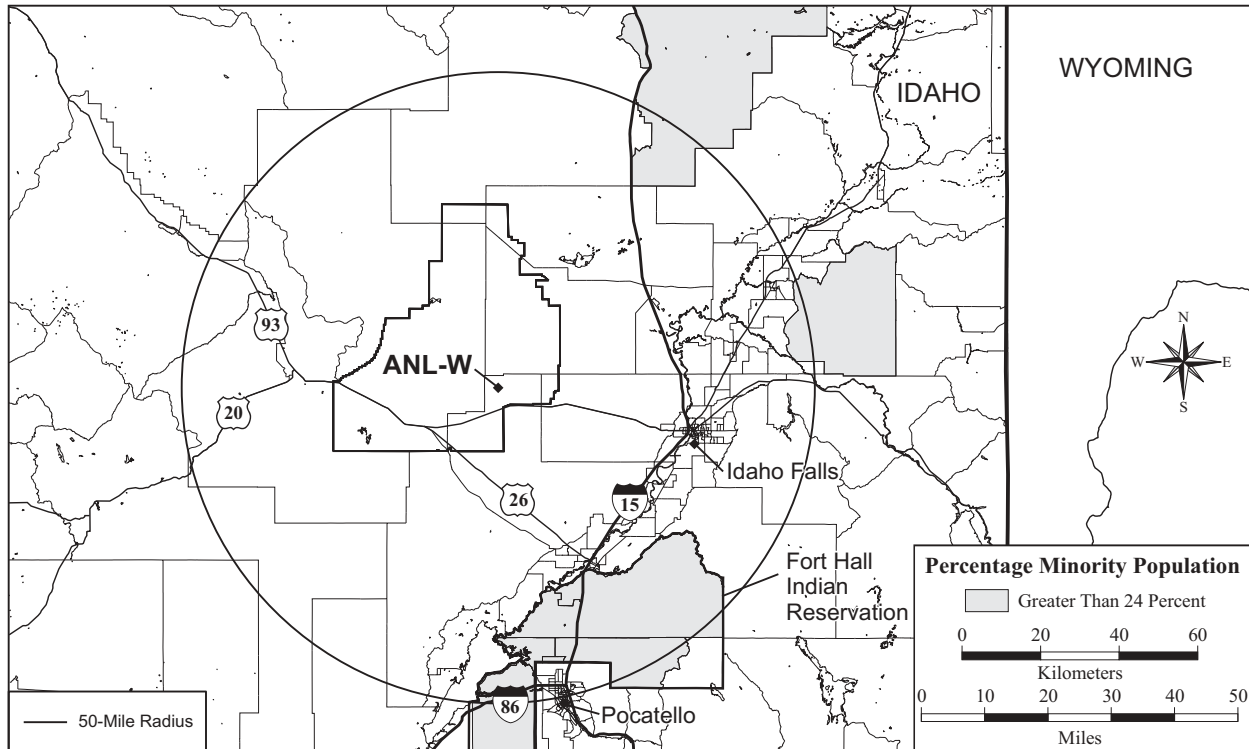 WYOMING
IDAHO
N
W E
S
93
ANL-W
20
Idaho Falls
26
15
Fort Hall
Indian
Reservation
Percentage Minority Population
Greater Than 24 Percent
0 20 40 60
Kilometers
0 10 20 30 40 50
Miles
50-Mile Radius
86
Pocatello